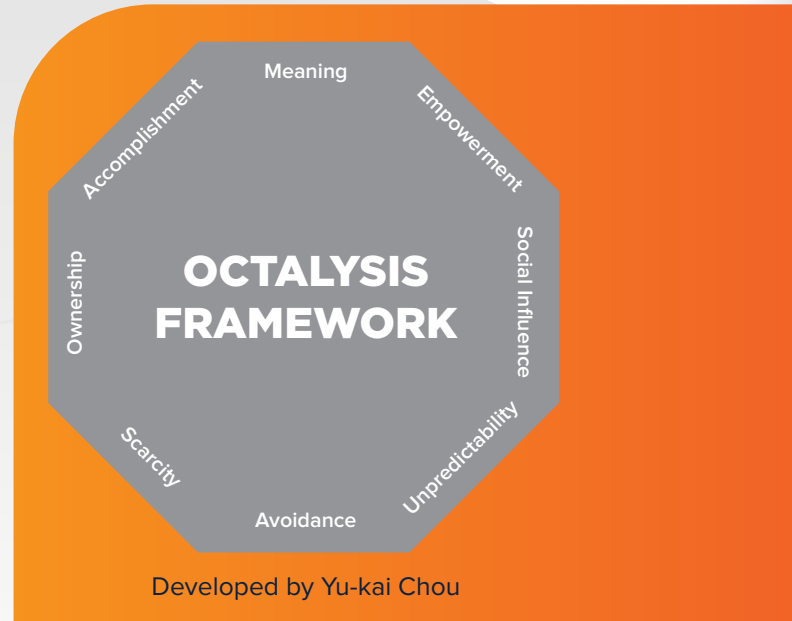 Meaning
Accomplishment
Empowerment
Ownership
OCTALYSIS
FRAMEWORK
Social Influence
Scarcity
Unpredictability
Avoidance
Developed by Yu-kai Chou